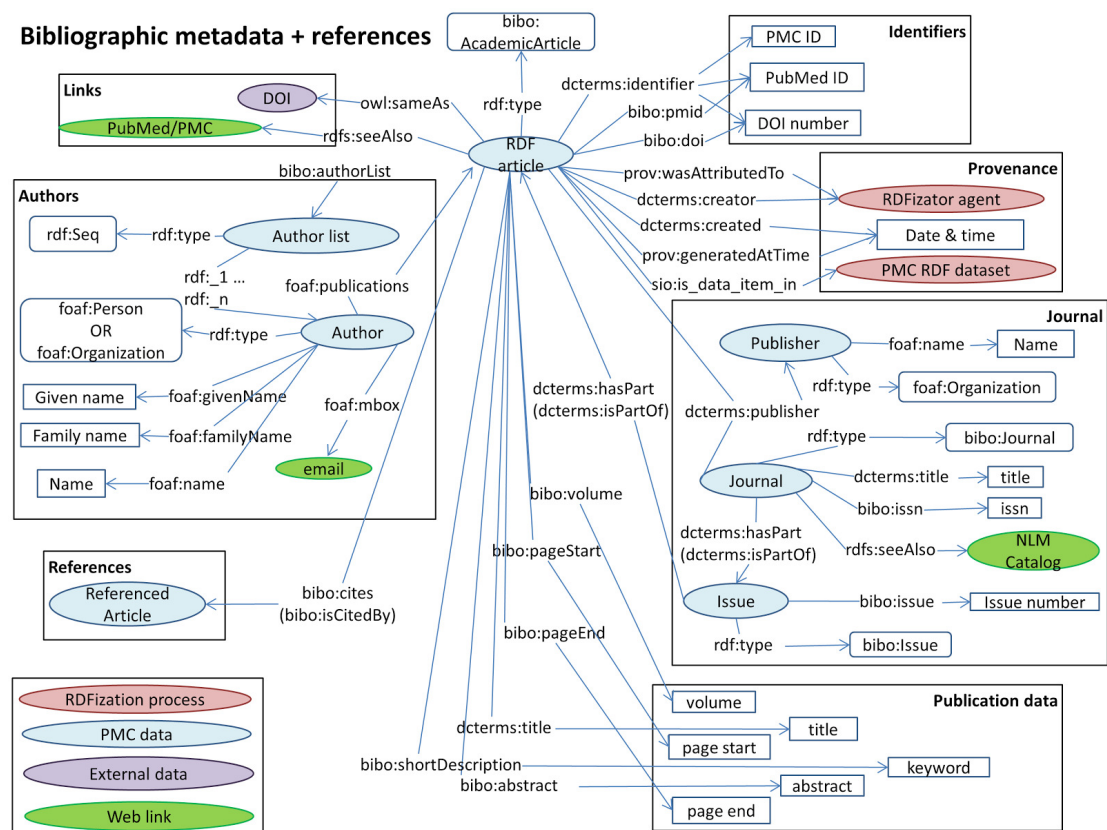 Bibliographic metadata + references
bibo:
AcademicArticle
rdf:type
RDF
article
Links
DOI
owl:sameAs
PubMed/PMC
rdfs:seeAlso
Identifiers
dcterms:identifier
PMC ID
PubMed ID
bibo:pmid
DOI number
bibo:doi
Provenance
prov:wasAttributedTo
RDFizator agent
dcterms:creator
dcterms:created
Date & time
prov:generatedAtTime
sio:is_data_item_in
PMC RDF dataset
bibo:authorList
Authors
rdf:Seq
rdf:type
Author list
rdf:_1 ...
rdf:_n
foaf:publications
foaf:Person
OR
foaf:Organization
rdf:type
Author
Given name
foaf:givenName
foaf:mbox
Family name
foaf:familyName
email
Name
foaf:name
Journal
Publisher
foaf:name
Name
rdf:type
foaf:Organization
dcterms:publisher
rdf:type
bibo:Journal
Journal
dcterms:title
title
bibo:issn
issn
dcterms:hasPart
(dcterms:isPartOf)
rdfs:seeAlso
NLM
Catalog
Issue
bibo:issue
Issue number
rdf:type
bibo:Issue
dcterms:hasPart
(dcterms:isPartOf)
bibo:volume
bibo:pageStart
bibo:pageEnd
References
Referenced
Article
bibo:cites
(bibo:isCitedBy)
Publication data
volume
dcterms:title
title
page start
bibo:shortDescription
keyword
bibo:abstract
abstract
page end
RDFization process
PMC data
External data
Web link